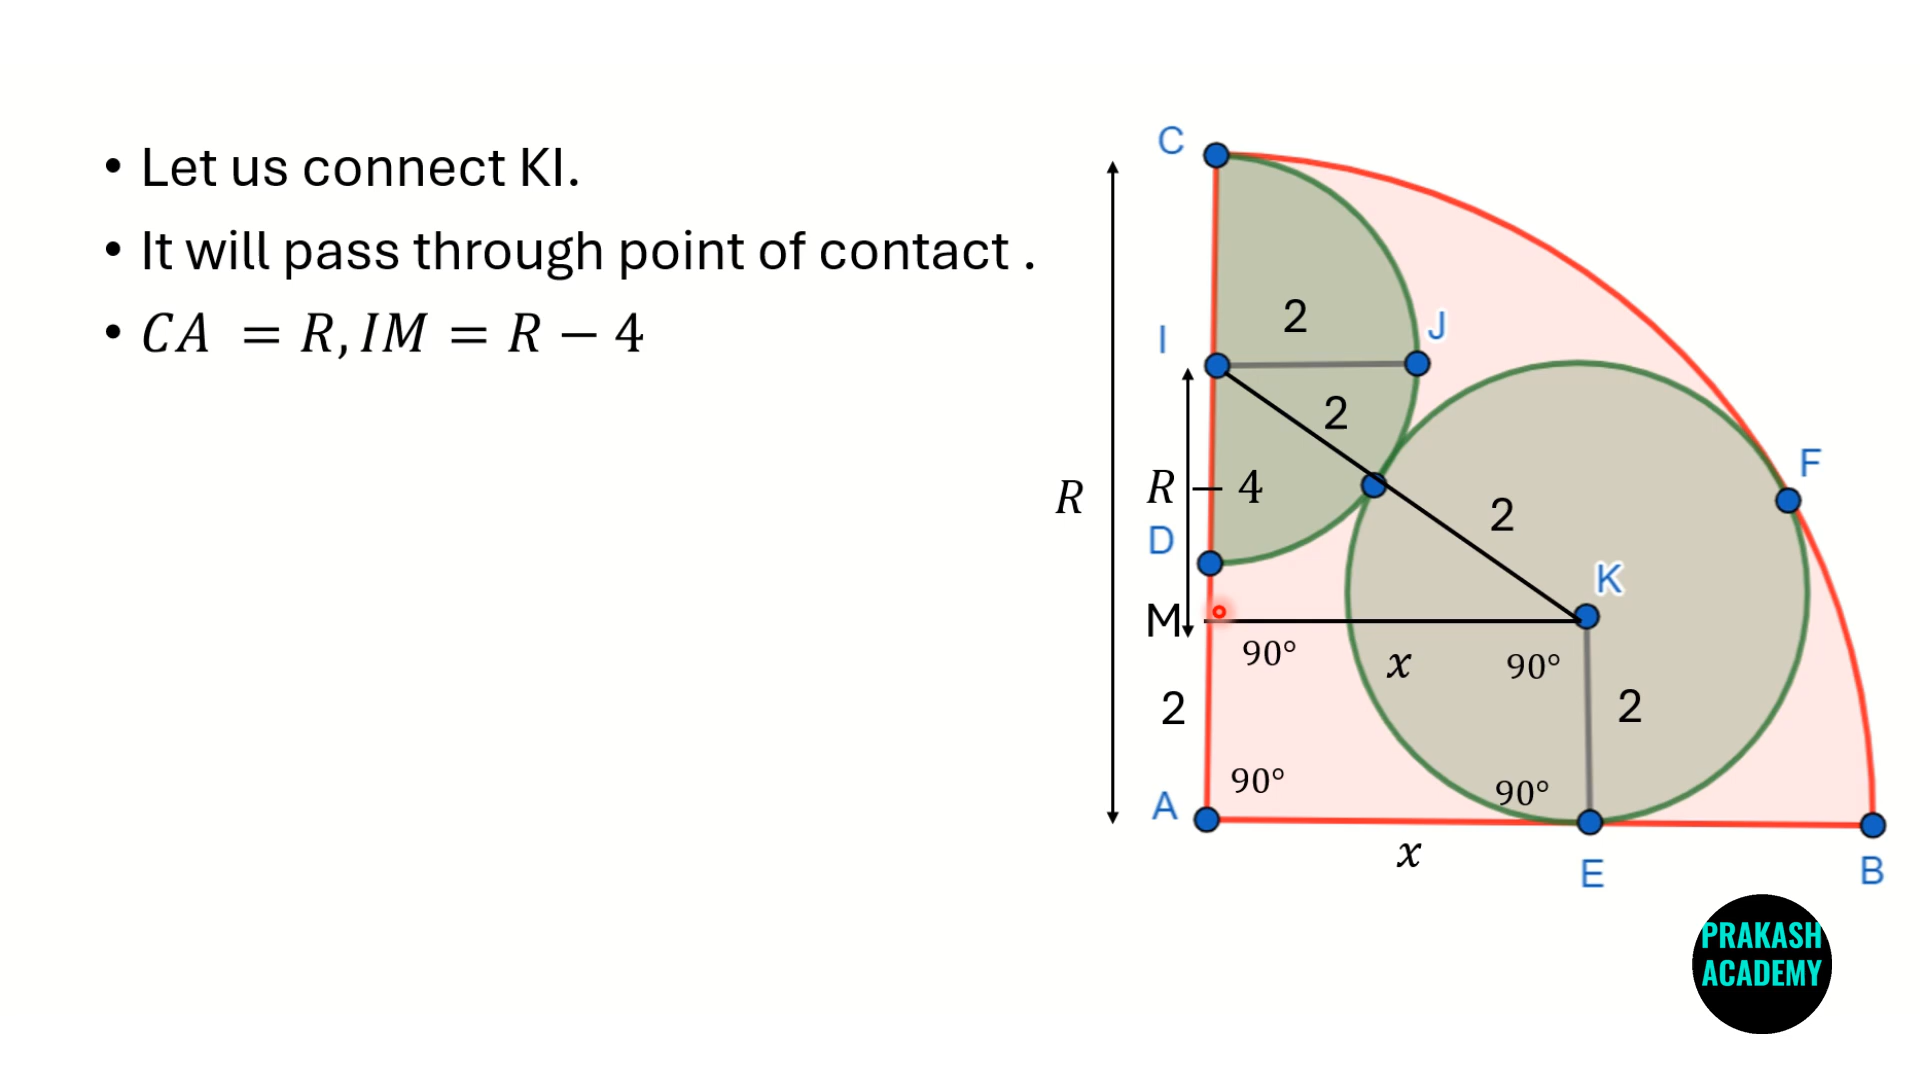 • Let us connect KI.
• It will pass through point of contact .
• CA = R, IM = R − 4
C
2
I
J
2
R
R − 4
F
2
D
K
M
90°
x
90°
2
2
90°
90°
A
x
E
B
PRAKASH
ACADEMY